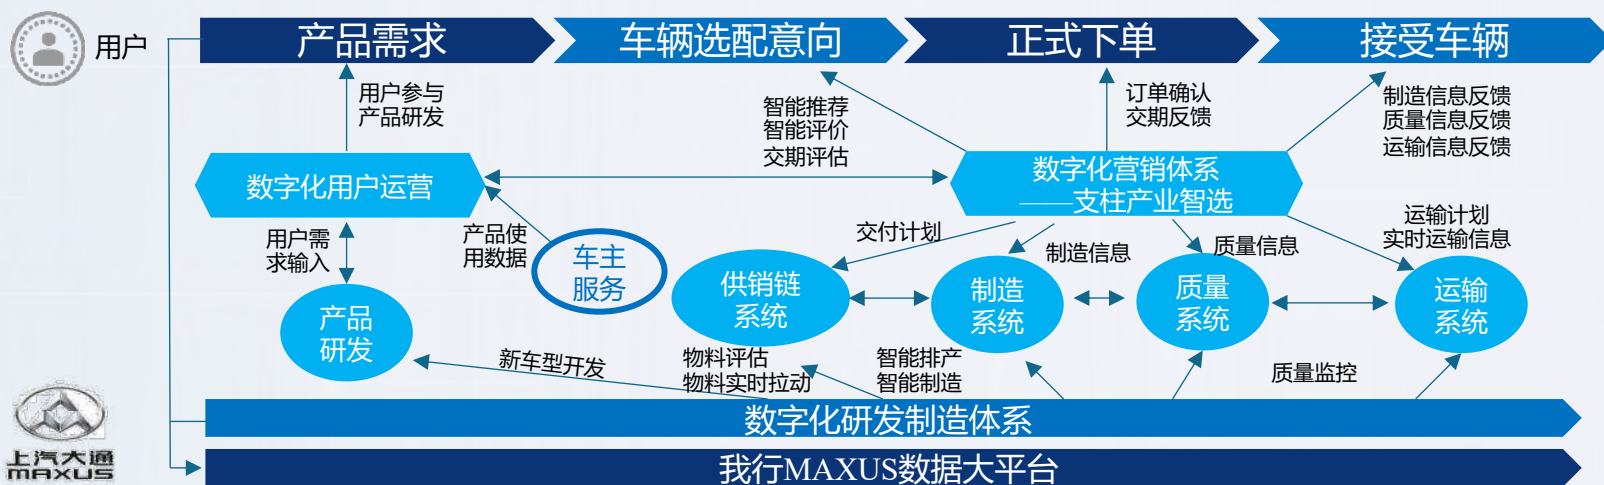 用户
产品需求
车辆选配意向
正式下单
接受车辆
用户参与
产品研发
智能推荐
智能评价
交期评估
订单确认
交期反馈
制造信息反馈
质量信息反馈
运输信息反馈
数字化用户运营
数字化营销体系
——支柱产业智选
用户需
求输入
产品使
用数据
车主
服务
交付计划
制造信息
质量信息
运输计划
实时运输信息
产品
研发
供销链
系统
制造
系统
质量
系统
运输
系统
新车型开发
物料评估
物料实时拉动
智能排产
智能制造
质量监控
数字化研发制造体系
我行MAXUS数据大平台
上汽大通
MAXUS